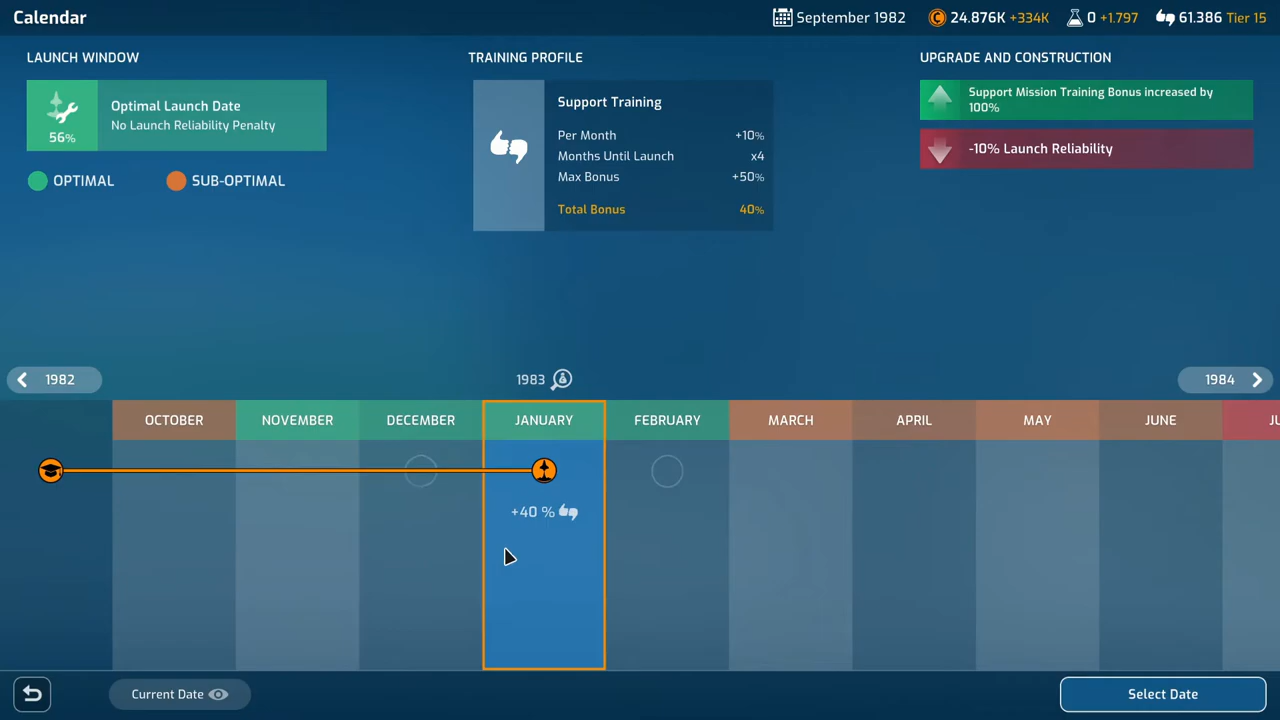 Calendar
September 1982
24.876K +334K
0 +1.797
61.386 Tier 15
LAUNCH WINDOW
56%
Optimal Launch Date
No Launch Reliability Penalty
OPTIMAL
SUB-OPTIMAL
TRAINING PROFILE
Support Training
Per Month +10%
Months Until Launch x4
Max Bonus +50%
Total Bonus 40%
UPGRADE AND CONSTRUCTION
Support Mission Training Bonus increased by
100%
-10% Launch Reliability
1982
1983
1984
OCTOBER
NOVEMBER
DECEMBER
JANUARY
FEBRUARY
MARCH
APRIL
MAY
JUNE
JU
+40 %
Current Date
Select Date